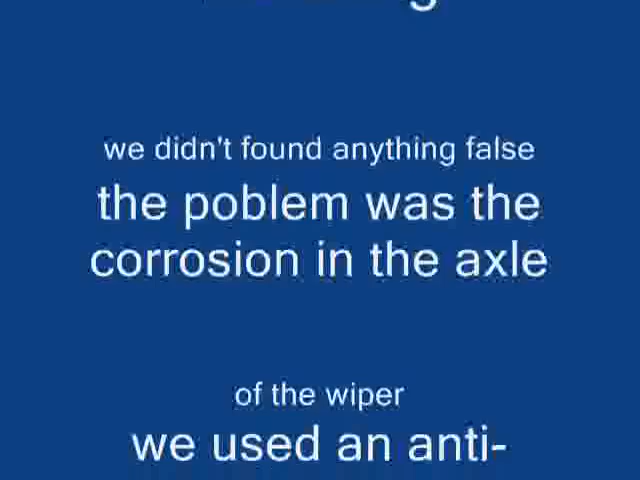 we didn't found anything false
the poblem was the
corrosion in the axle
of the wiper
we used an anti-